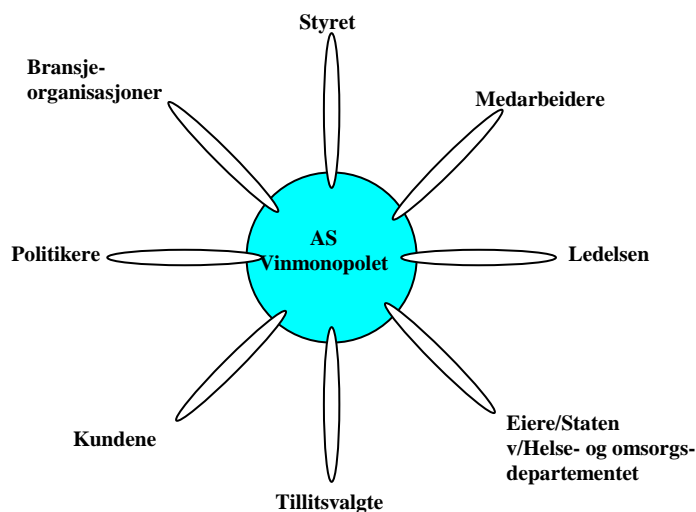 Styret
Bransje-
organisasjoner
Medarbeidere
AS
Vinmonopolet
Politikere
Ledelsen
Kundene
Eiere/Staten
v/Helse- og omsorgs-
departementet
Tillitsvalgte